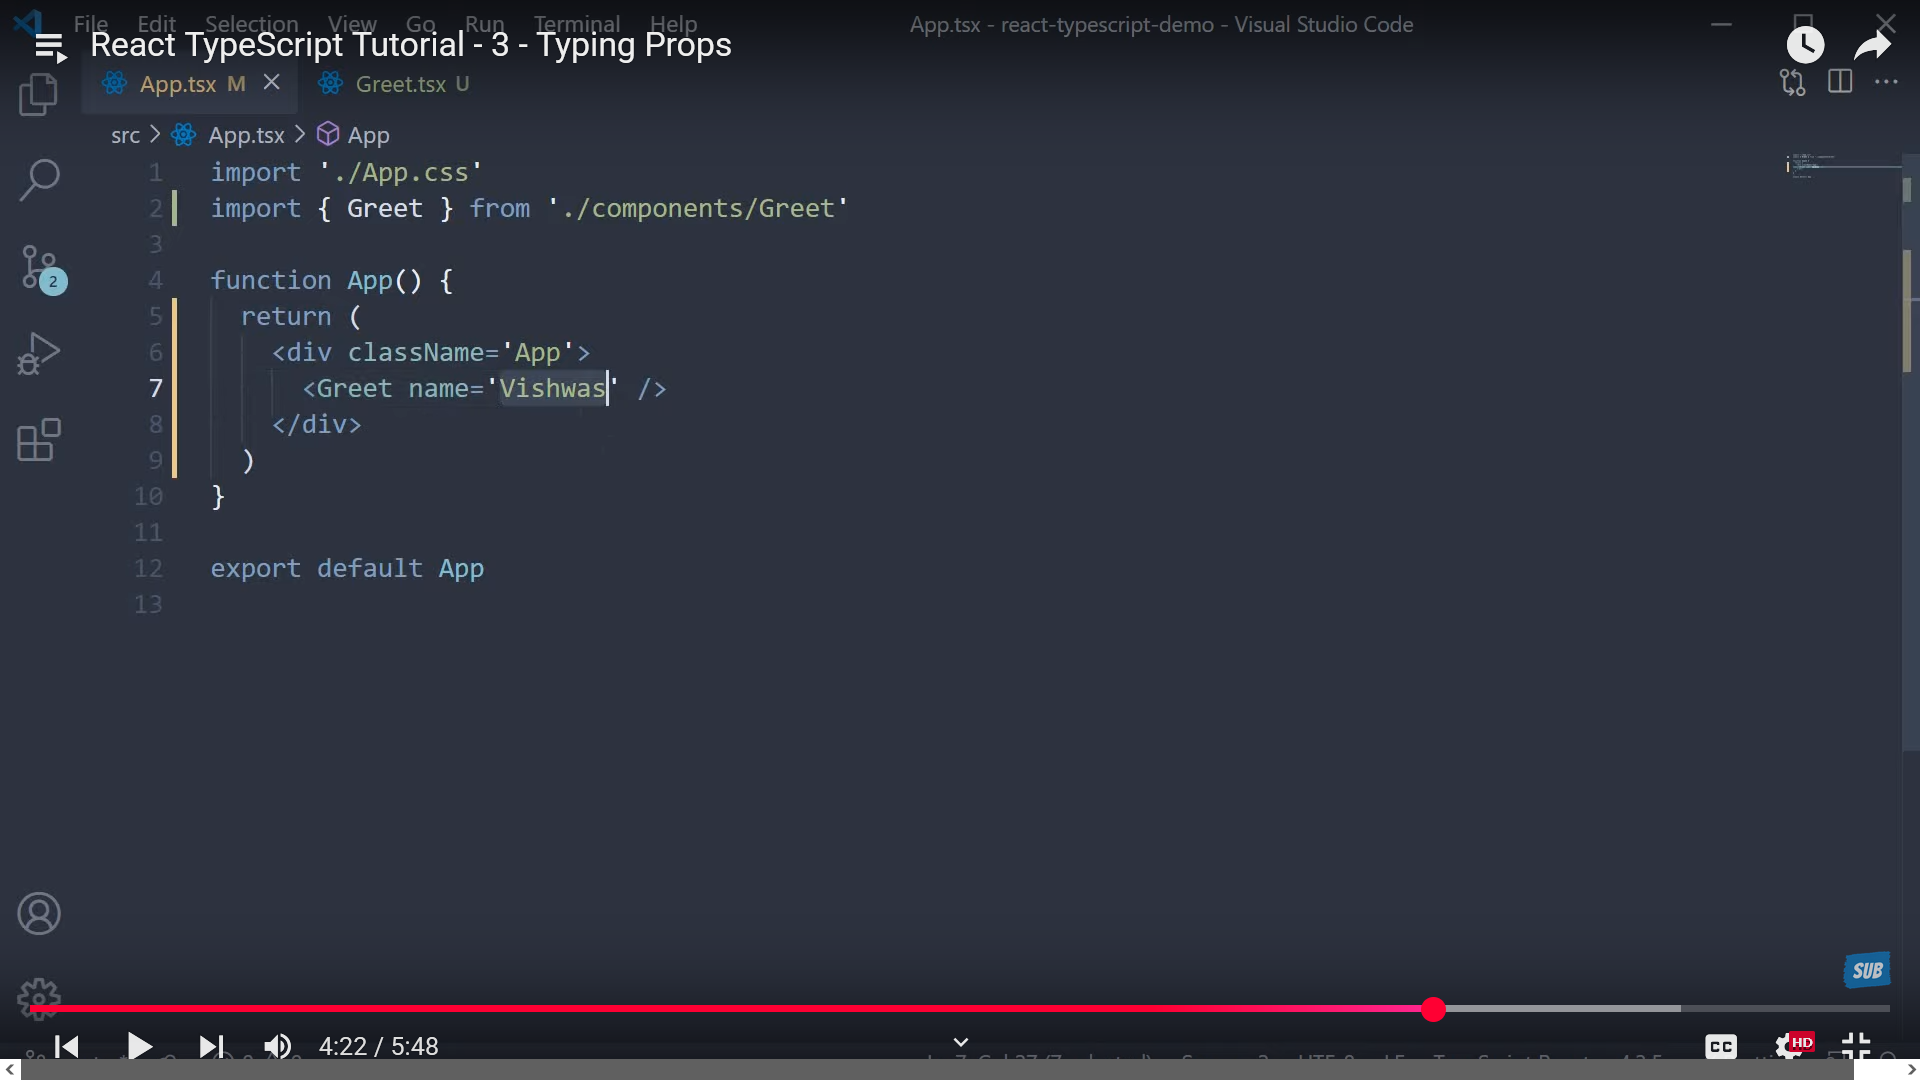 File Edit Selection View Go Run Terminal Help
App.tsx - react-typescript-demo - Visual Studio Code
React TypeScript Tutorial - 3 - Typing Props
App.tsx M
Greet.tsx U
src > App.tsx > App
1 import './App.css'
2 import { Greet } from './components/Greet'
3
4 function App() {
5 return (
6 <div className='App'>
7 <Greet name='Vishwas' />
8 </div>
9 )
10 }
11
12 export default App
13
2
SUB
4:22 / 5:48
CC
HD